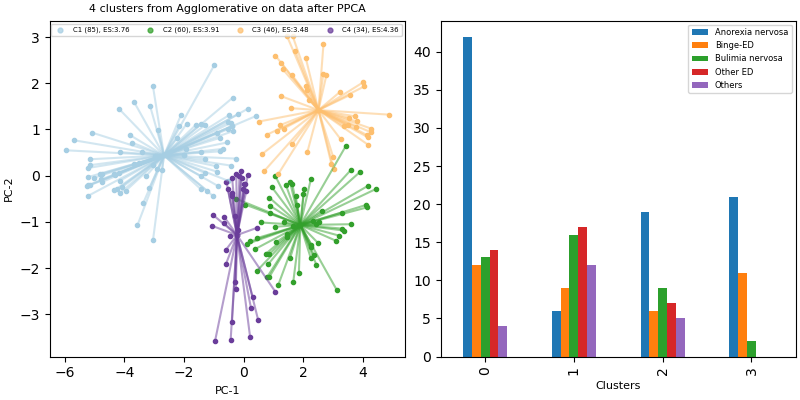 4 clusters from Agglomerative on data after PPCA
C1 (85), ES:3.76 C2 (60), ES:3.91 C3 (46), ES:3.48 C4 (34), ES:4.36
3
2
1
0
−1
−2
−3
PC-2
−6 −4 −2 0 2 4
PC-1
Anorexia nervosa
Binge-ED
Bulimia nervosa
Other ED
Others
40
35
30
25
20
15
10
5
0
0 1 2 3
Clusters